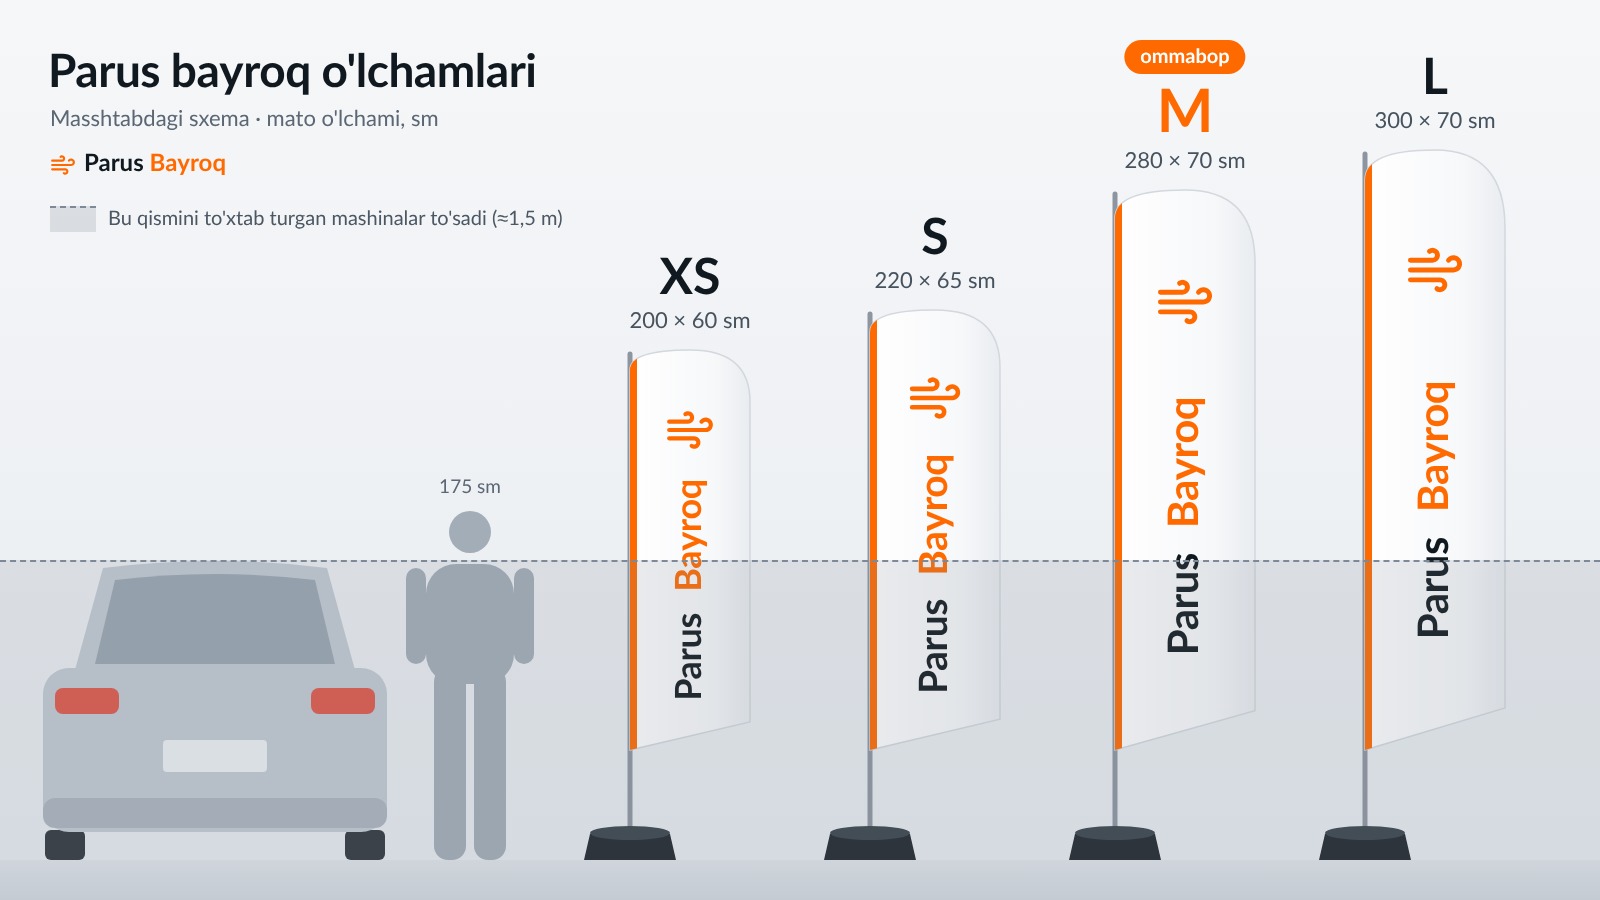 Parus bayroq o'lchamlari
Masshtabdagi sxema · mato o'lchami, sm
Parus Bayroq
Bu qismini to'xtab turgan mashinalar to'sadi (≈1,5 m)
175 sm
XS
200 × 60 sm
Parus Bayroq
S
220 × 65 sm
Parus Bayroq
ommabop
M
280 × 70 sm
Parus Bayroq
L
300 × 70 sm
Parus Bayroq